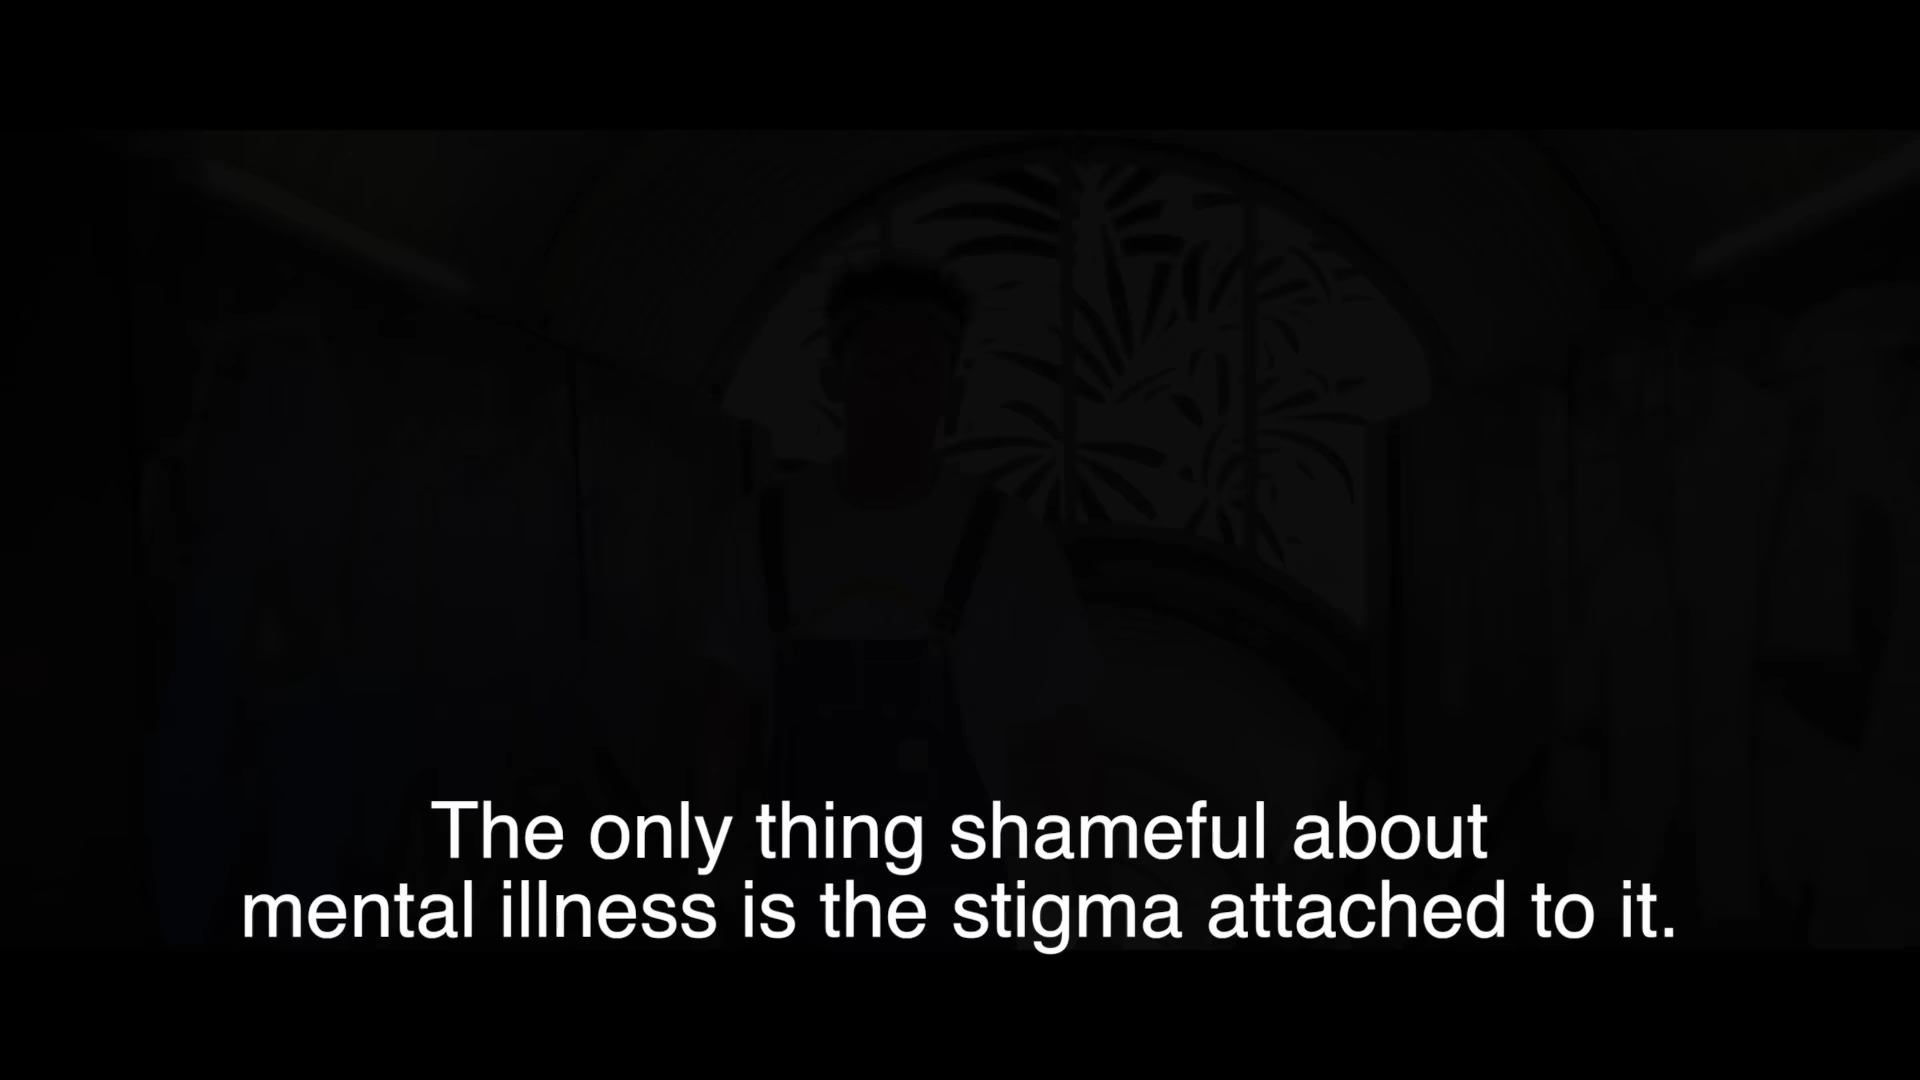 The only thing shameful about
mental illness is the stigma attached to it.